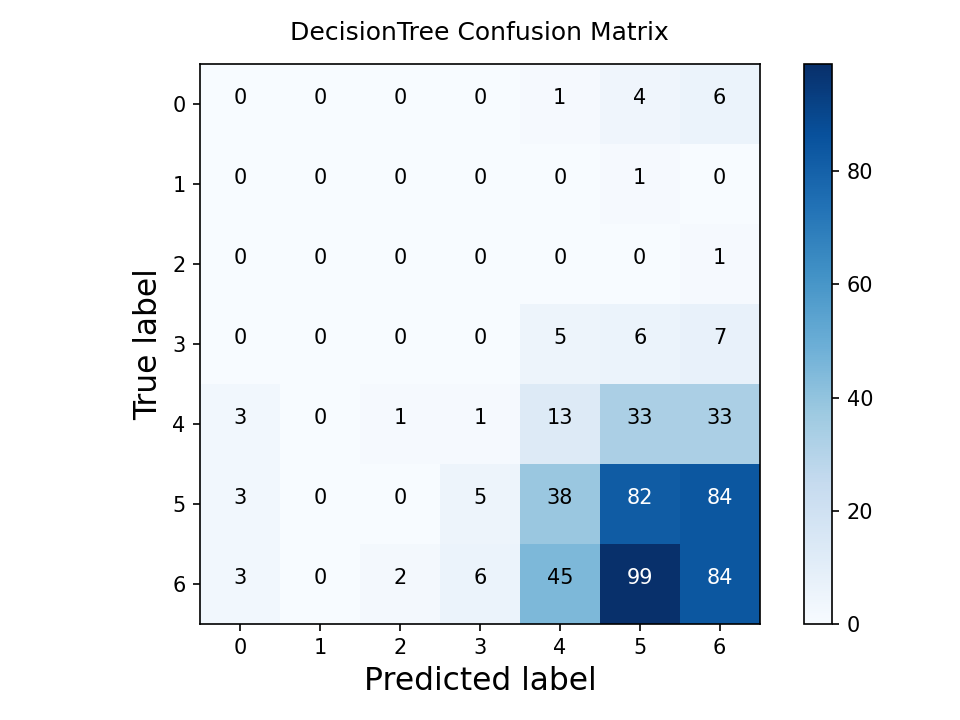 DecisionTree Confusion Matrix
0 0 0 0 0 1 4 6
1 0 0 0 0 0 1 0
2 0 0 0 0 0 0 1
3 0 0 0 0 5 6 7
4 3 0 1 1 13 33 33
5 3 0 0 5 38 82 84
6 3 0 2 6 45 99 84
0 1 2 3 4 5 6
True label
Predicted label
80
60
40
20
0